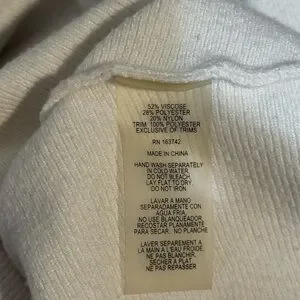 52% VISCOSE
28% POLYESTER
20% NYLON
TRIM: 100% POLYESTER
EXCLUSIVE OF TRIMS
RN 163742
MADE IN CHINA
HAND WASH SEPARATELY
IN COLD WATER.
DO NOT BLEACH.
LAY FLAT TO DRY.
DO NOT IRON
LAVAR A MANO
SEPARADAMENTE CON
AGUA FRIA
NO USE BLANQUEADOR.
RECOSTAR PLANAMENTE
PARA SECAR. NO PLANCHE
LAVER SEPAREMENT A
LA MAIN A L'EAU FROIDE.
NE PAS BLANCHIR.
SECHER A PLAT
NE PAS REPASSER